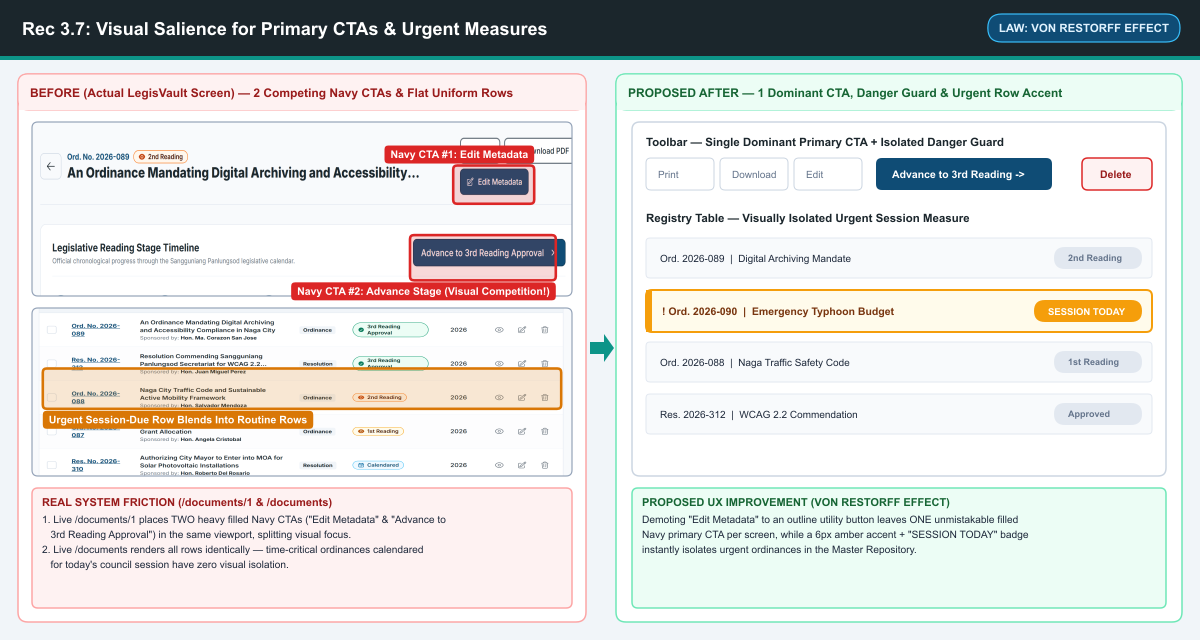 Rec 3.7: Visual Salience for Primary CTAs & Urgent Measures
LAW: VON RESTORFF EFFECT
BEFORE (Actual LegisVault Screen) — 2 Competing Navy CTAs & Flat Uniform Rows
Ord. No. 2026-089 2nd Reading
An Ordinance Mandating Digital Archiving and Accessibility...
wnload PDF
Navy CTA #1: Edit Metadata
Edit Metadata
Legislative Reading Stage Timeline
Official chronological progress through the Sangguniang Panlungsod legislative calendar.
Advance to 3rd Reading Approval
Navy CTA #2: Advance Stage (Visual Competition!)
Ord. No. 2026-
089
An Ordinance Mandating Digital Archiving
and Accessibility Compliance in Naga City
Sponsored by: Hon. Ma. Corazon San Jose
Ordinance
3rd Reading
Approval
2026
Res. No. 2026-
Resolution Commending Sangguniang
Panlungsod Secretariat for WCAG 2.2...
Sponsored by: Hon. Juan Miguel Perez
Resolution
3rd Reading
Approval
2026
Ord. No. 2026-
088
Naga City Traffic Code and Sustainable
Active Mobility Framework
Sponsored by: Hon. Salvador Mendoza
Ordinance
2nd Reading
2026
Urgent Session-Due Row Blends Into Routine Rows
087
Grant Allocation
Sponsored by: Hon. Angela Cristobal
Ordinance
1st Reading
2026
Res. No. 2026-
310
Authorizing City Mayor to Enter into MOA for
Solar Photovoltaic Installations
Sponsored by: Hon. Roberto Del Rosario
Resolution
Calendared
2026
REAL SYSTEM FRICTION (/documents/1 & /documents)
1. Live /documents/1 places TWO heavy filled Navy CTAs ("Edit Metadata" & "Advance to
3rd Reading Approval") in the same viewport, splitting visual focus.
2. Live /documents renders all rows identically — time-critical ordinances calendared
for today's council session have zero visual isolation.
PROPOSED AFTER — 1 Dominant CTA, Danger Guard & Urgent Row Accent
Toolbar — Single Dominant Primary CTA + Isolated Danger Guard
Print
Download
Edit
Advance to 3rd Reading ->
Delete
Registry Table — Visually Isolated Urgent Session Measure
Ord. 2026-089 | Digital Archiving Mandate
2nd Reading
! Ord. 2026-090 | Emergency Typhoon Budget
SESSION TODAY
Ord. 2026-088 | Naga Traffic Safety Code
1st Reading
Res. 2026-312 | WCAG 2.2 Commendation
Approved
PROPOSED UX IMPROVEMENT (VON RESTORFF EFFECT)
Demoting "Edit Metadata" to an outline utility button leaves ONE unmistakable filled
Navy primary CTA per screen, while a 6px amber accent + "SESSION TODAY" badge
instantly isolates urgent ordinances in the Master Repository.